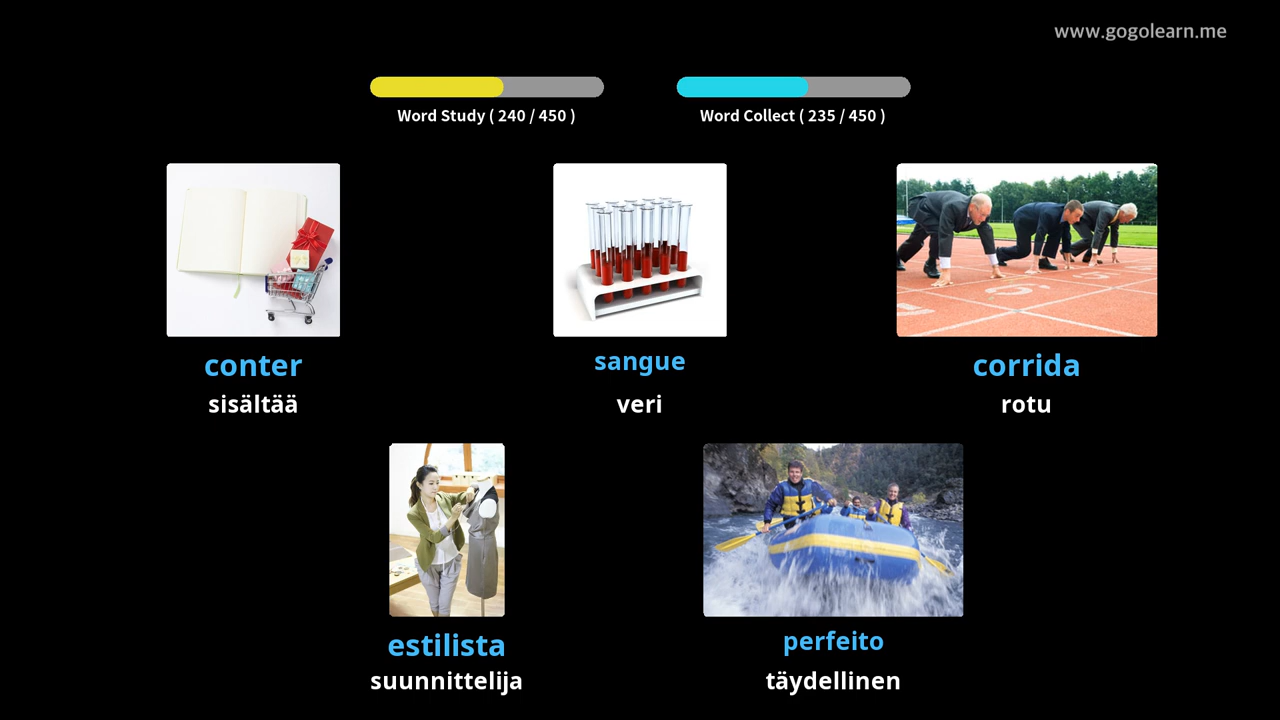 www.gogolearn.me
Word Study ( 240 / 450 )
Word Collect ( 235 / 450 )
conter
sisältää
sangue
veri
corrida
rotu
estilista
suunnittelija
perfeito
täydellinen